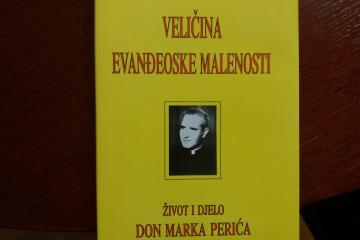 VELIČINA
EVANĐEOSKE MALENOSTI
ŽIVOT I DJELO
DON MARKA PERIĆA